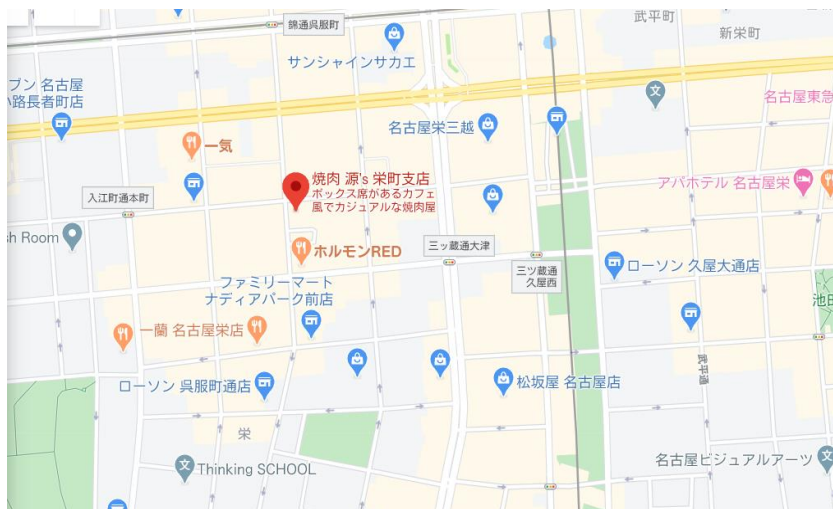 錦通呉服町
武平町
新栄町
サンシャインサカエ
ブン 名古屋
小路長者町店
名古屋東急
名古屋栄三越
一気
焼肉 源's 栄町支店
ボックス席があるカフェ
風でカジュアルな焼肉屋
入江町通本町
アパホテル 名古屋栄
sh Room
ホルモンRED
三ッ蔵通大津
三ツ蔵通
久屋西
ローソン 久屋大通店
ファミリーマート
ナディアパーク前店
池田
一蘭 名古屋栄店
武平通
ローソン 呉服町通店
松坂屋 名古屋店
栄
Thinking SCHOOL
名古屋ビジュアルアーツ
文
文
文